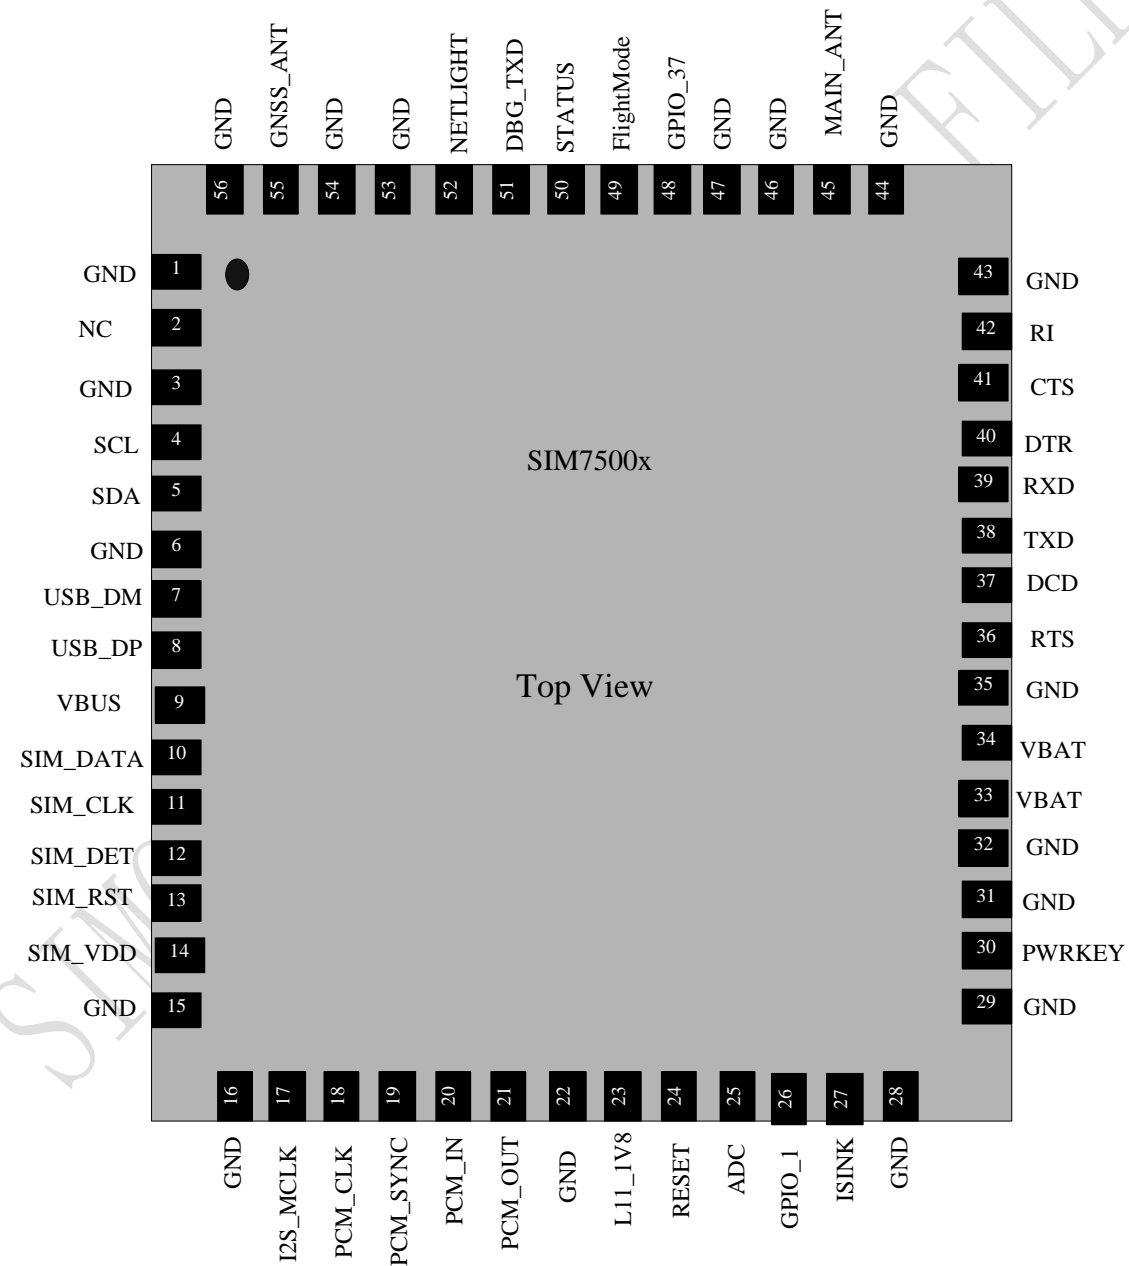 GND
GNSS_ANT
GND
GND
NETLIGHT
DBG_TXD
STATUS
FlightMode
GPIO_37
GND
GND
MAIN_ANT
GND
56
55
54
53
52
51
50
49
48
47
46
45
44
GND 1
NC 2
GND 3
SCL 4
SDA 5
GND 6
USB_DM 7
USB_DP 8
VBUS 9
SIM_DATA 10
SIM_CLK 11
SIM_DET 12
SIM_RST 13
SIM_VDD 14
GND 15
SIM7500x
Top View
43 GND
42 RI
41 CTS
40 DTR
39 RXD
38 TXD
37 DCD
36 RTS
35 GND
34 VBAT
33 VBAT
32 GND
31 GND
30 PWRKEY
29 GND
16
17
18
19
20
21
22
23
24
25
26
27
28
GND
I2S_MCLK
PCM_CLK
PCM_SYNC
PCM_IN
PCM_OUT
GND
L11_1V8
RESET
ADC
GPIO_1
ISINK
GND